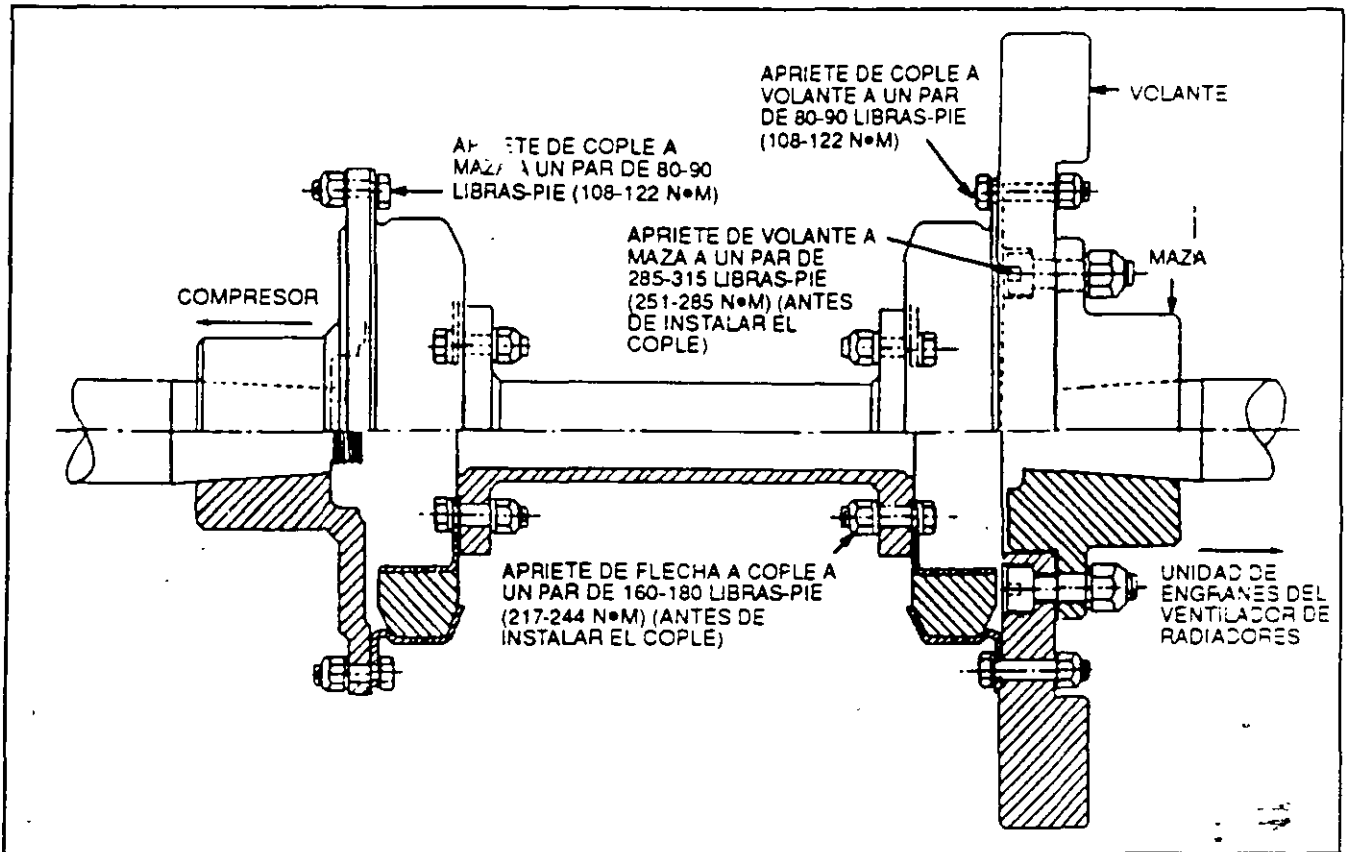 APRIETE DE COPLE A
VOLANTE A UN PAR
DE 80-90 LIBRAS-PIE
(108-122 N•M)
VOLANTE
DE COPLE A
MAZA A UN PAR DE 80-90
LIBRAS-PIE (108-122 N•M)
APRIETE DE VOLANTE A
MAZA A UN PAR DE
285-315 LIBRAS-PIE
(251-285 N•M) (ANTES
DE INSTALAR EL
COPLE)
MAZA
COMPRESOR
APRIETE DE FLECHA A COPLE A
UN PAR DE 160-180 LIBRAS-PIE
(217-244 N•M) (ANTES DE
INSTALAR EL COPLE)
UNIDAD DE
ENGRANES DEL
VENTILADOR DE
RADIADORES